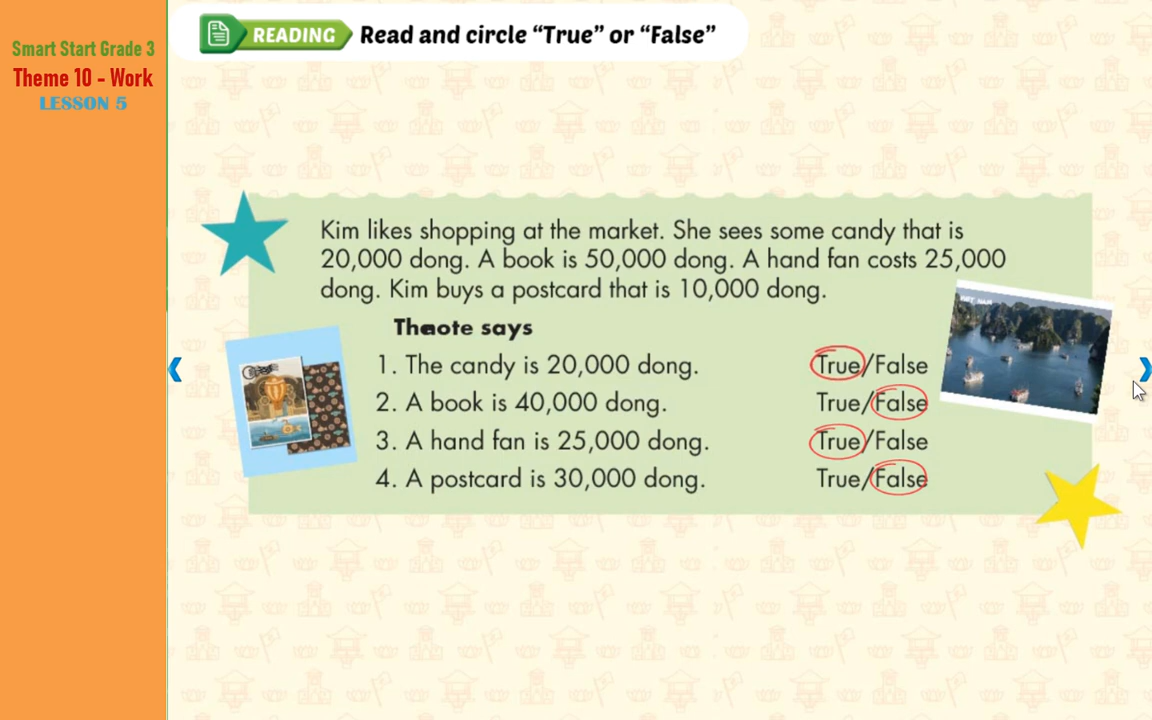 Smart Start Grade 3
Theme 10 - Work
LESSON 5
READING
Read and circle “True” or “False”
Kim likes shopping at the market. She sees some candy that is
20,000 dong. A book is 50,000 dong. A hand fan costs 25,000
dong. Kim buys a postcard that is 10,000 dong.
says
1. The candy is 20,000 dong. True/False
2. A book is 40,000 dong. True/False
3. A hand fan is 25,000 dong. True/False
4. A postcard is 30,000 dong. True/False